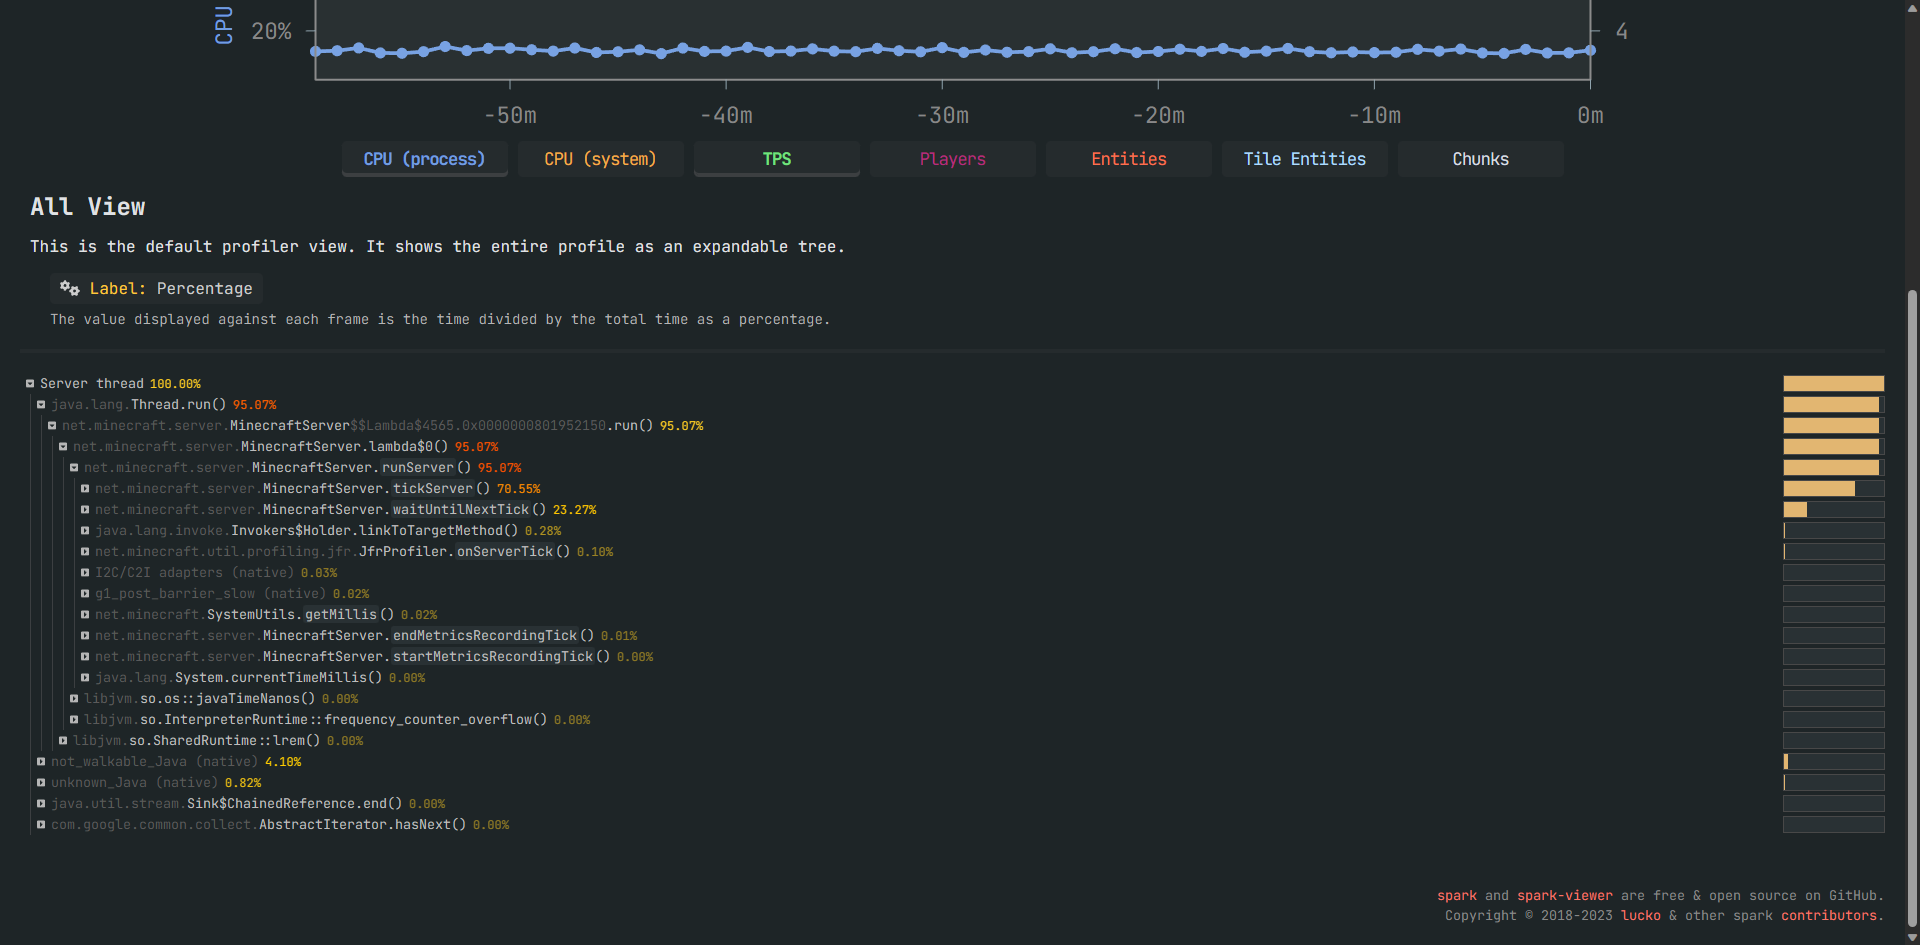 CPU
20%
4
-50m -40m -30m -20m -10m 0m
CPU (process) CPU (system) TPS Players Entities Tile Entities Chunks
All View
This is the default profiler view. It shows the entire profile as an expandable tree.
Label: Percentage
The value displayed against each frame is the time divided by the total time as a percentage.
Server thread 100.00%
java.lang.Thread.run() 95.07%
net.minecraft.server.MinecraftServer$$Lambda$4565.0x0000000801952150.run() 95.07%
net.minecraft.server.MinecraftServer.lambda$0() 95.07%
net.minecraft.server.MinecraftServer.runServer() 95.07%
net.minecraft.server.MinecraftServer.tickServer() 70.55%
net.minecraft.server.MinecraftServer.waitUntilNextTick() 23.27%
java.lang.invoke.Invokers$Holder.linkToTargetMethod() 0.28%
net.minecraft.util.profiling.jfr.JfrProfiler.onServerTick() 0.10%
I2C/C2I adapters (native) 0.03%
g1_post_barrier_slow (native) 0.02%
net.minecraft.SystemUtils.getMillis() 0.02%
net.minecraft.server.MinecraftServer.endMetricsRecordingTick() 0.01%
net.minecraft.server.MinecraftServer.startMetricsRecordingTick() 0.00%
java.lang.System.currentTimeMillis() 0.00%
libjvm.so.os::javaTimeNanos() 0.00%
libjvm.so.InterpreterRuntime::frequency_counter_overflow() 0.00%
libjvm.so.SharedRuntime::lrem() 0.00%
not_walkable_Java (native) 4.10%
unknown_Java (native) 0.82%
java.util.stream.Sink$ChainedReference.end() 0.00%
com.google.common.collect.AbstractIterator.hasNext() 0.00%
spark and spark-viewer are free & open source on GitHub.
Copyright © 2018-2023 lucko & other spark contributors.